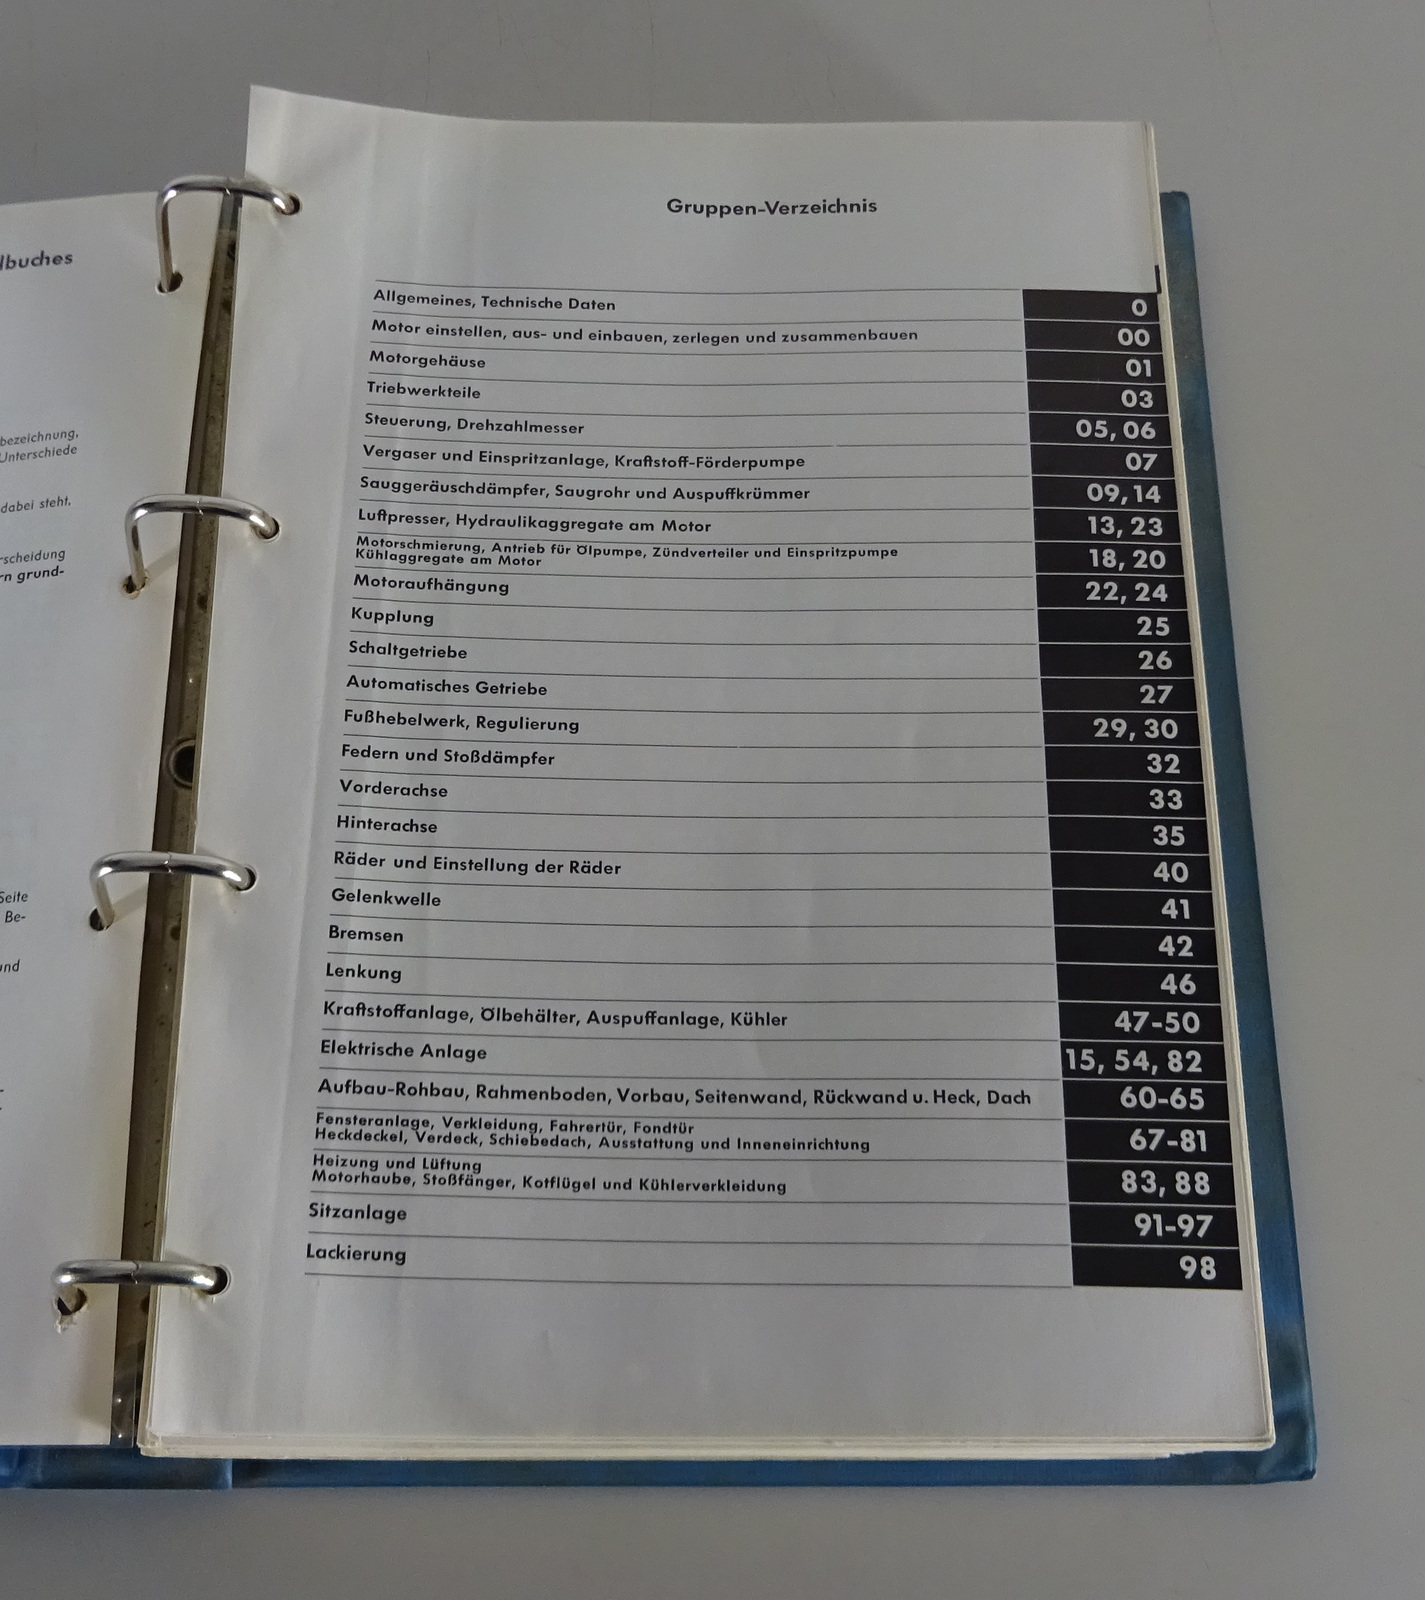 lbuches
bezeichnung,
Unterschiede
dabei steht.
rscheidung
rn grund-
Seite
Be-
und
Gruppen-Verzeichnis
Allgemeines, Technische Daten 0
Motor einstellen, aus- und einbauen, zerlegen und zusammenbauen 00
Motorgehäuse 01
Triebwerkteile 03
Steuerung, Drehzahlmesser 05, 06
Vergaser und Einspritzanlage, Kraftstoff-Förderpumpe 07
Sauggeräuschdämpfer, Saugrohr und Auspuffkrümmer 09, 14
Luftpresser, Hydraulikaggregate am Motor 13, 23
Motorschmierung, Antrieb für Ölpumpe, Zündverteiler und Einspritzpumpe
Kühlaggregate am Motor 18, 20
Motoraufhängung 22, 24
Kupplung 25
Schaltgetriebe 26
Automatisches Getriebe 27
Fußhebelwerk, Regulierung 29, 30
Federn und Stoßdämpfer 32
Vorderachse 33
Hinterachse 35
Räder und Einstellung der Räder 40
Gelenkwelle 41
Bremsen 42
Lenkung 46
Kraftstoffanlage, Ölbehälter, Auspuffanlage, Kühler 47-50
Elektrische Anlage 15, 54, 82
Aufbau-Rohbau, Rahmenboden, Vorbau, Seitenwand, Rückwand u. Heck, Dach 60-65
Fensteranlage, Verkleidung, Fahrertür, Fondtür
Heckdeckel, Verdeck, Schiebedach, Ausstattung und Inneneinrichtung 67-81
Heizung und Lüftung
Motorhaube, Stoßfänger, Kotflügel und Kühlerverkleidung 83, 88
Sitzanlage 91-97
Lackierung 98